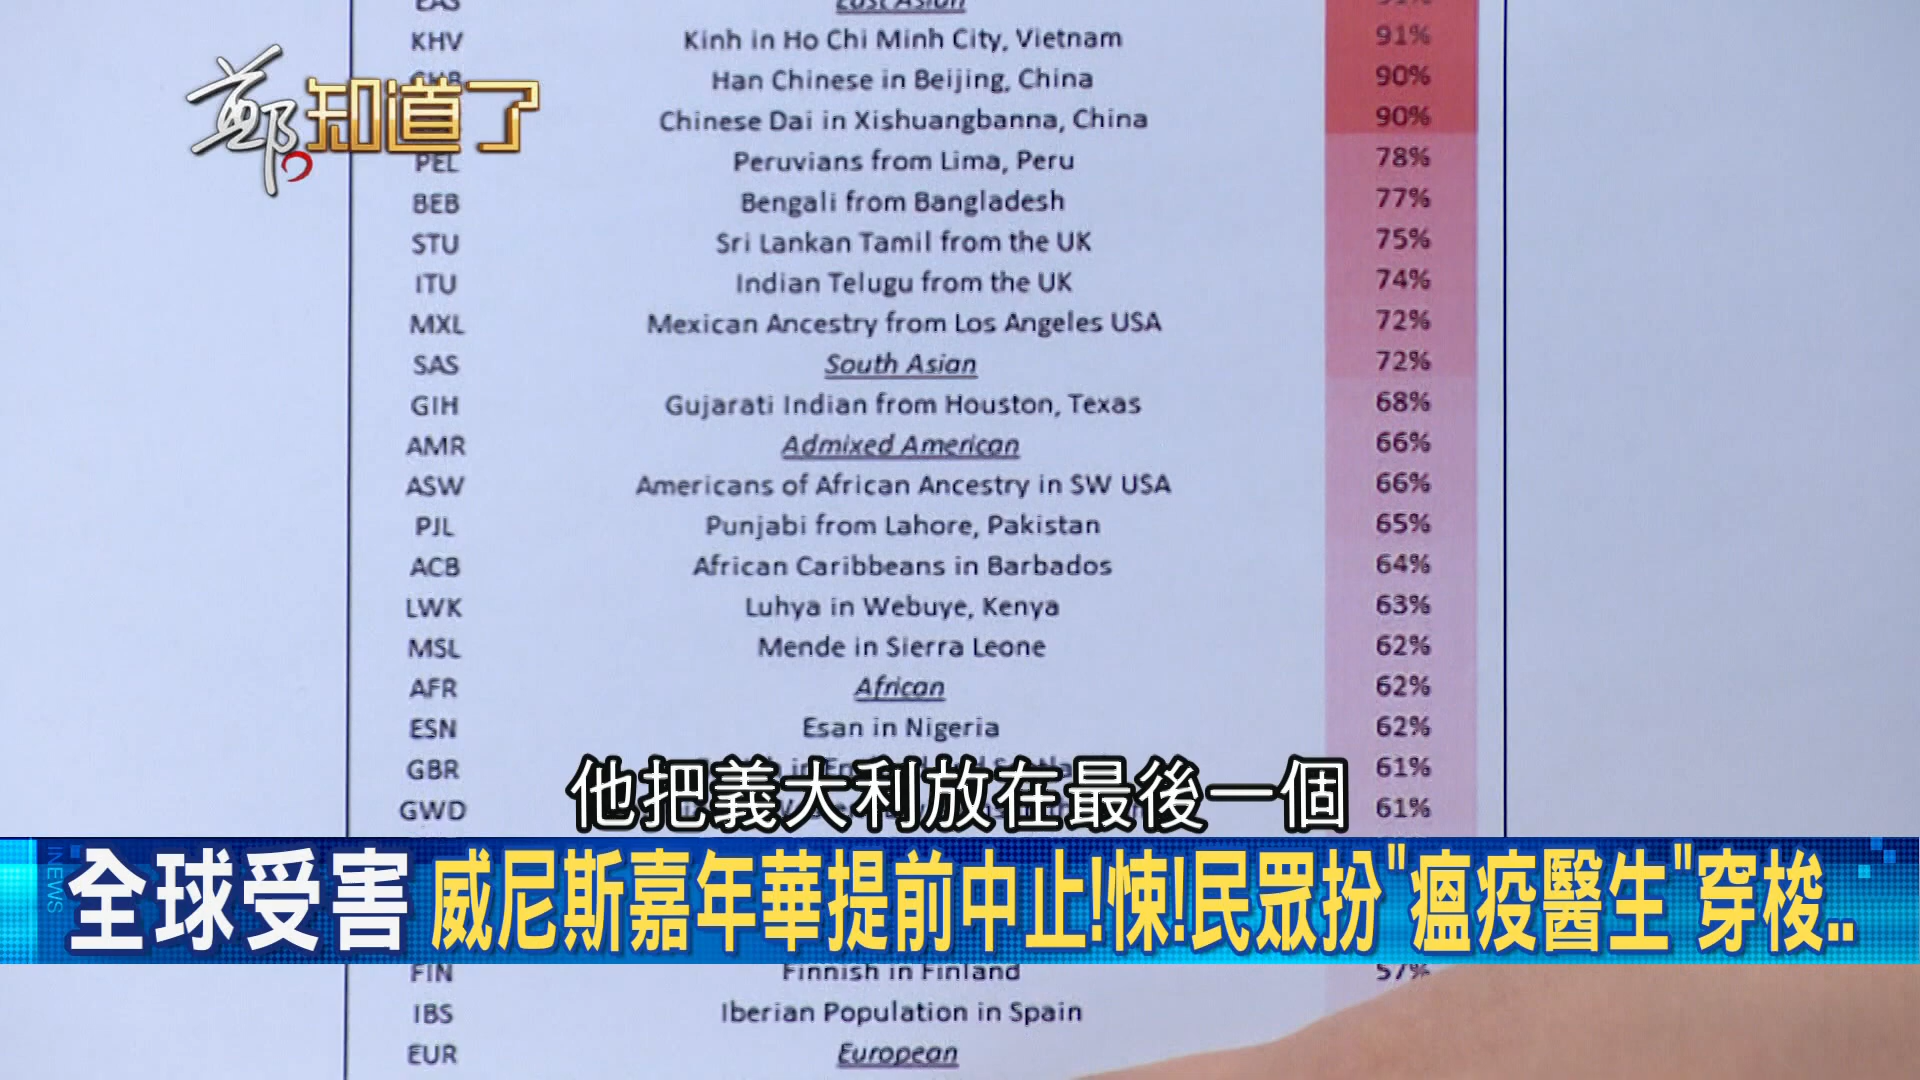 EAS East Asian 91%
KHV Kinh in Ho Chi Minh City, Vietnam 91%
CHB Han Chinese in Beijing, China 90%
鄭知道了
Chinese Dai in Xishuangbanna, China 90%
PEL Peruvians from Lima, Peru 78%
BEB Bengali from Bangladesh 77%
STU Sri Lankan Tamil from the UK 75%
ITU Indian Telugu from the UK 74%
MXL Mexican Ancestry from Los Angeles USA 72%
SAS South Asian 72%
GIH Gujarati Indian from Houston, Texas 68%
AMR Admixed American 66%
ASW Americans of African Ancestry in SW USA 66%
PJL Punjabi from Lahore, Pakistan 65%
ACB African Caribbeans in Barbados 64%
LWK Luhya in Webuye, Kenya 63%
MSL Mende in Sierra Leone 62%
AFR African 62%
ESN Esan in Nigeria 62%
GBR 61%
他把義大利放在最後一個
GWD 61%
NEWS
全球受害 威尼斯嘉年華提前中止!悚!民眾扮"瘟疫醫生"穿梭..
FIN Finnish in Finland 57%
IBS Iberian Population in Spain
EUR European